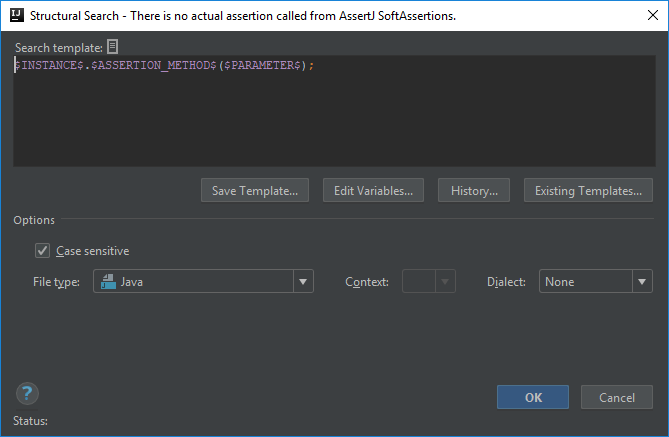 IJ Structural Search - There is no actual assertion called from AssertJ SoftAssertions.
Search template:
$INSTANCE$.$ASSERTION_METHOD$($PARAMETER$);
Save Template... Edit Variables... History... Existing Templates...
Options
Case sensitive
File type: Java Context: Dialect: None
? OK Cancel
Status: